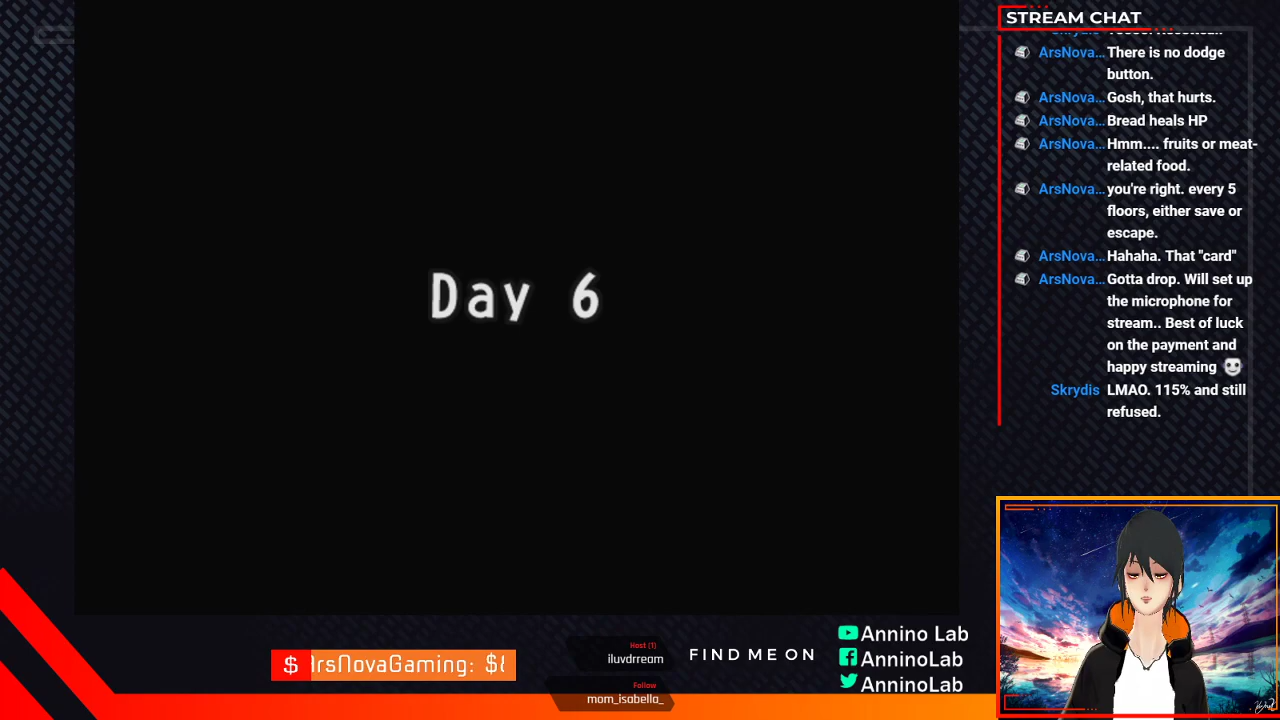 STREAM CHAT
ArsNova... There is no dodge
button.
ArsNova... Gosh, that hurts.
ArsNova... Bread heals HP
ArsNova... Hmm.... fruits or meat-
related food.
ArsNova... you're right. every 5
floors, either save or
escape.
ArsNova... Hahaha. That "card"
ArsNova... Gotta drop. Will set up
the microphone for
stream.. Best of luck
on the payment and
happy streaming
Skrydis LMAO. 115% and still
refused.
Day 6
$ ArsNovaGaming: $
Host (1)
iluvdrream
Follow
mom_isabella_
FIND ME ON
Annino Lab
AnninoLab
AnninoLab